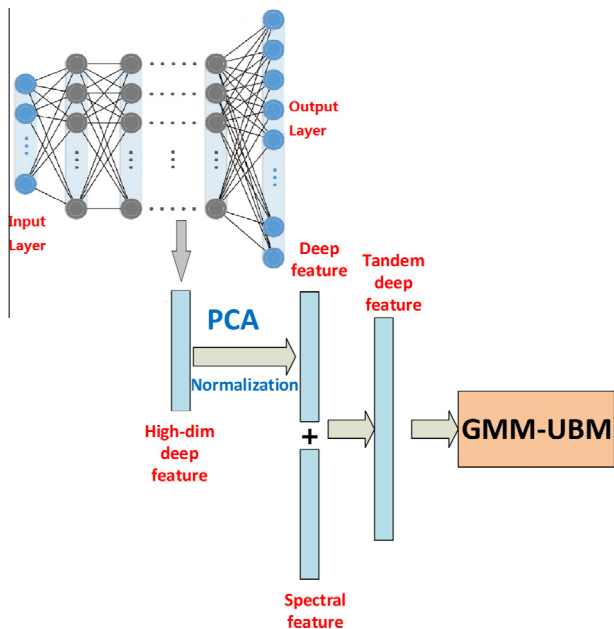 Output
Layer
Input
Layer
Deep
feature
Tandem
deep
feature
PCA
Normalization
High-dim
deep
feature
+
GMM-UBM
Spectral
feature